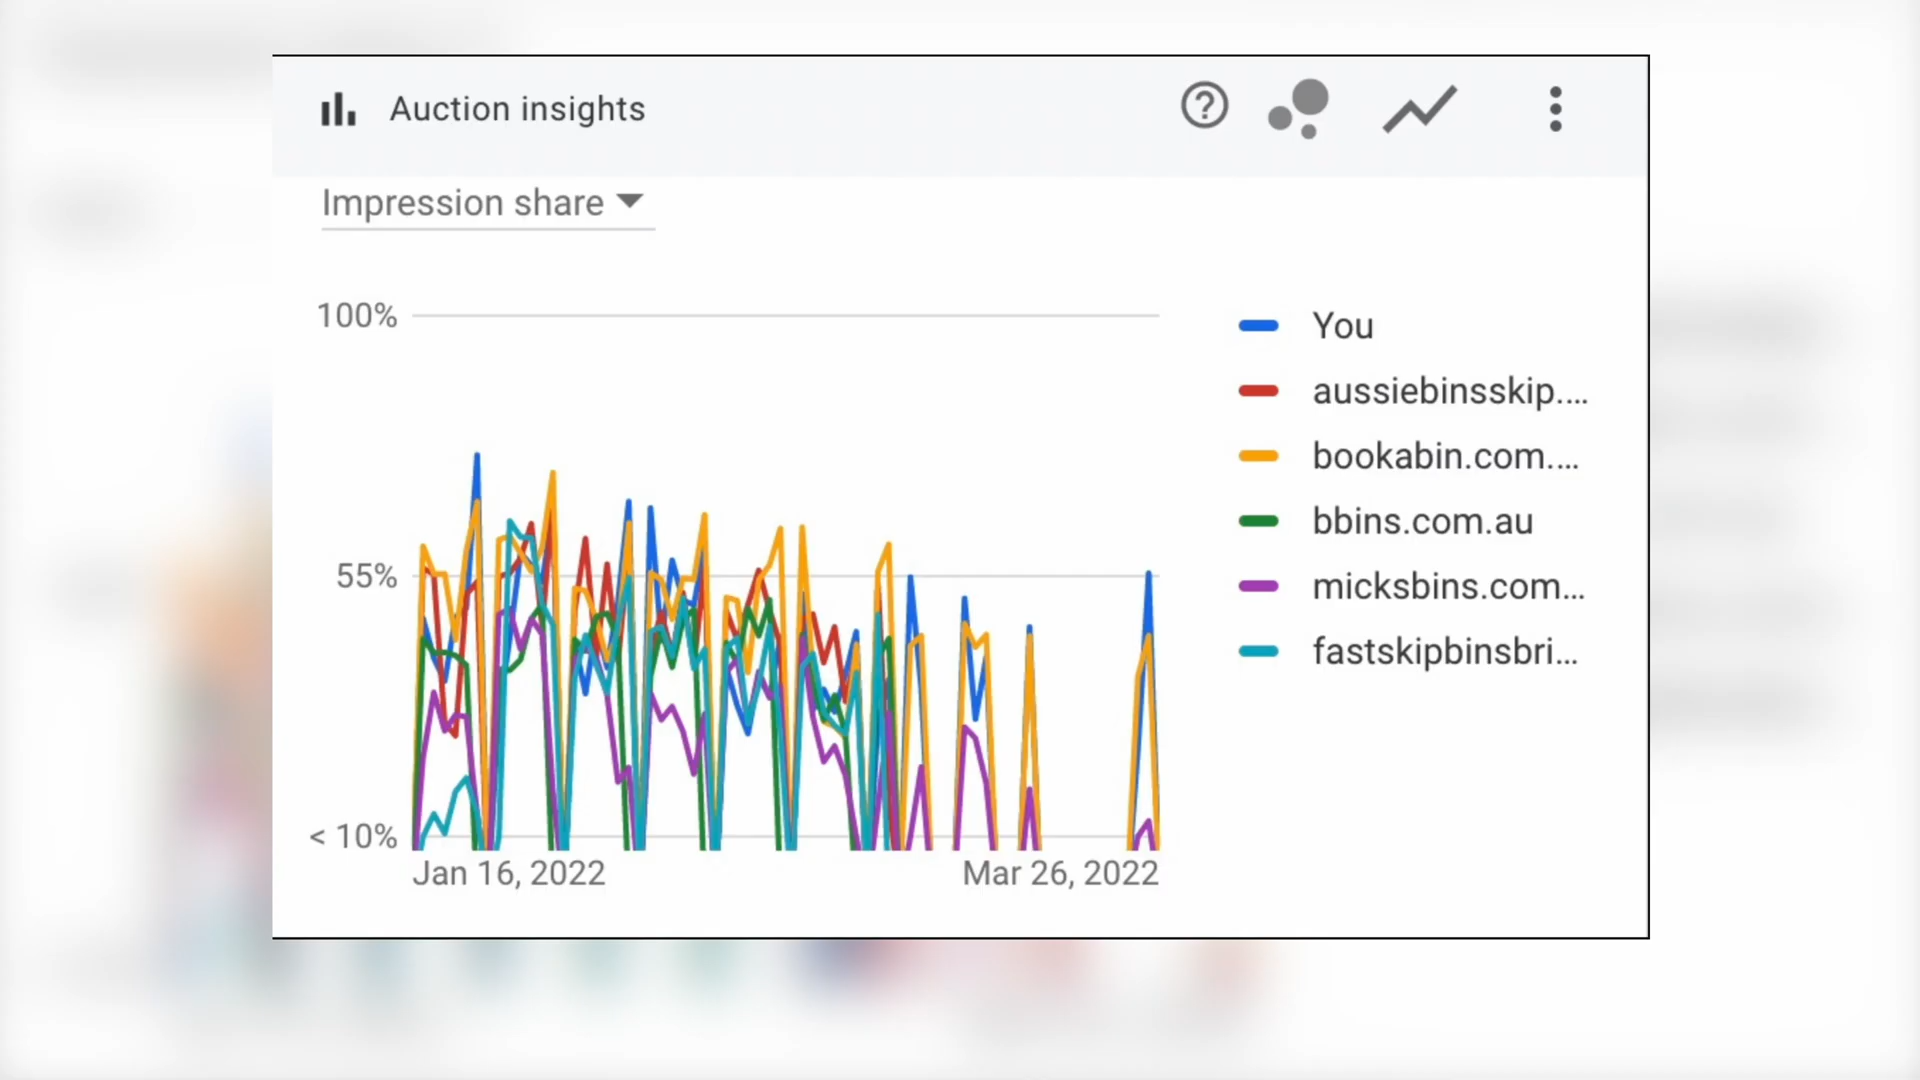 Auction insights
Impression share
100%
55%
< 10%
Jan 16, 2022
Mar 26, 2022
You
aussiebinsskip....
bookabin.com....
bbins.com.au
micksbins.com...
fastskipbinsbri...